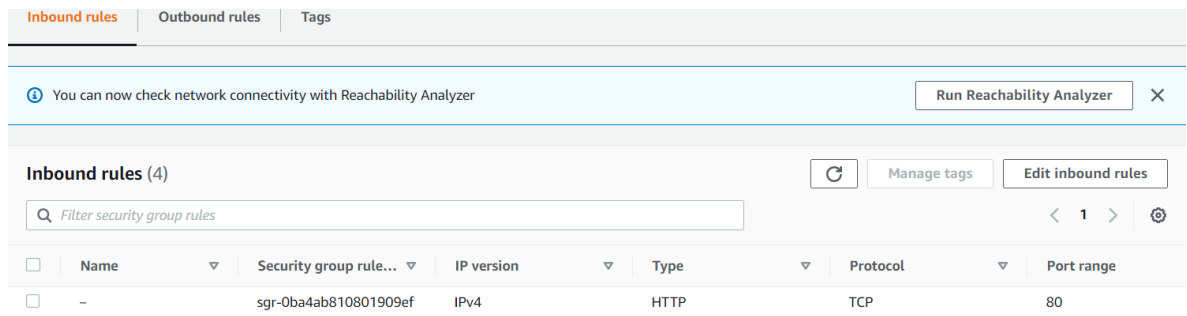 Inbound rules Outbound rules Tags
You can now check network connectivity with Reachability Analyzer Run Reachability Analyzer
Inbound rules (4) Manage tags Edit inbound rules
Filter security group rules 1
Name Security group rule... IP version Type Protocol Port range
– sgr-0ba4ab810801909ef IPv4 HTTP TCP 80